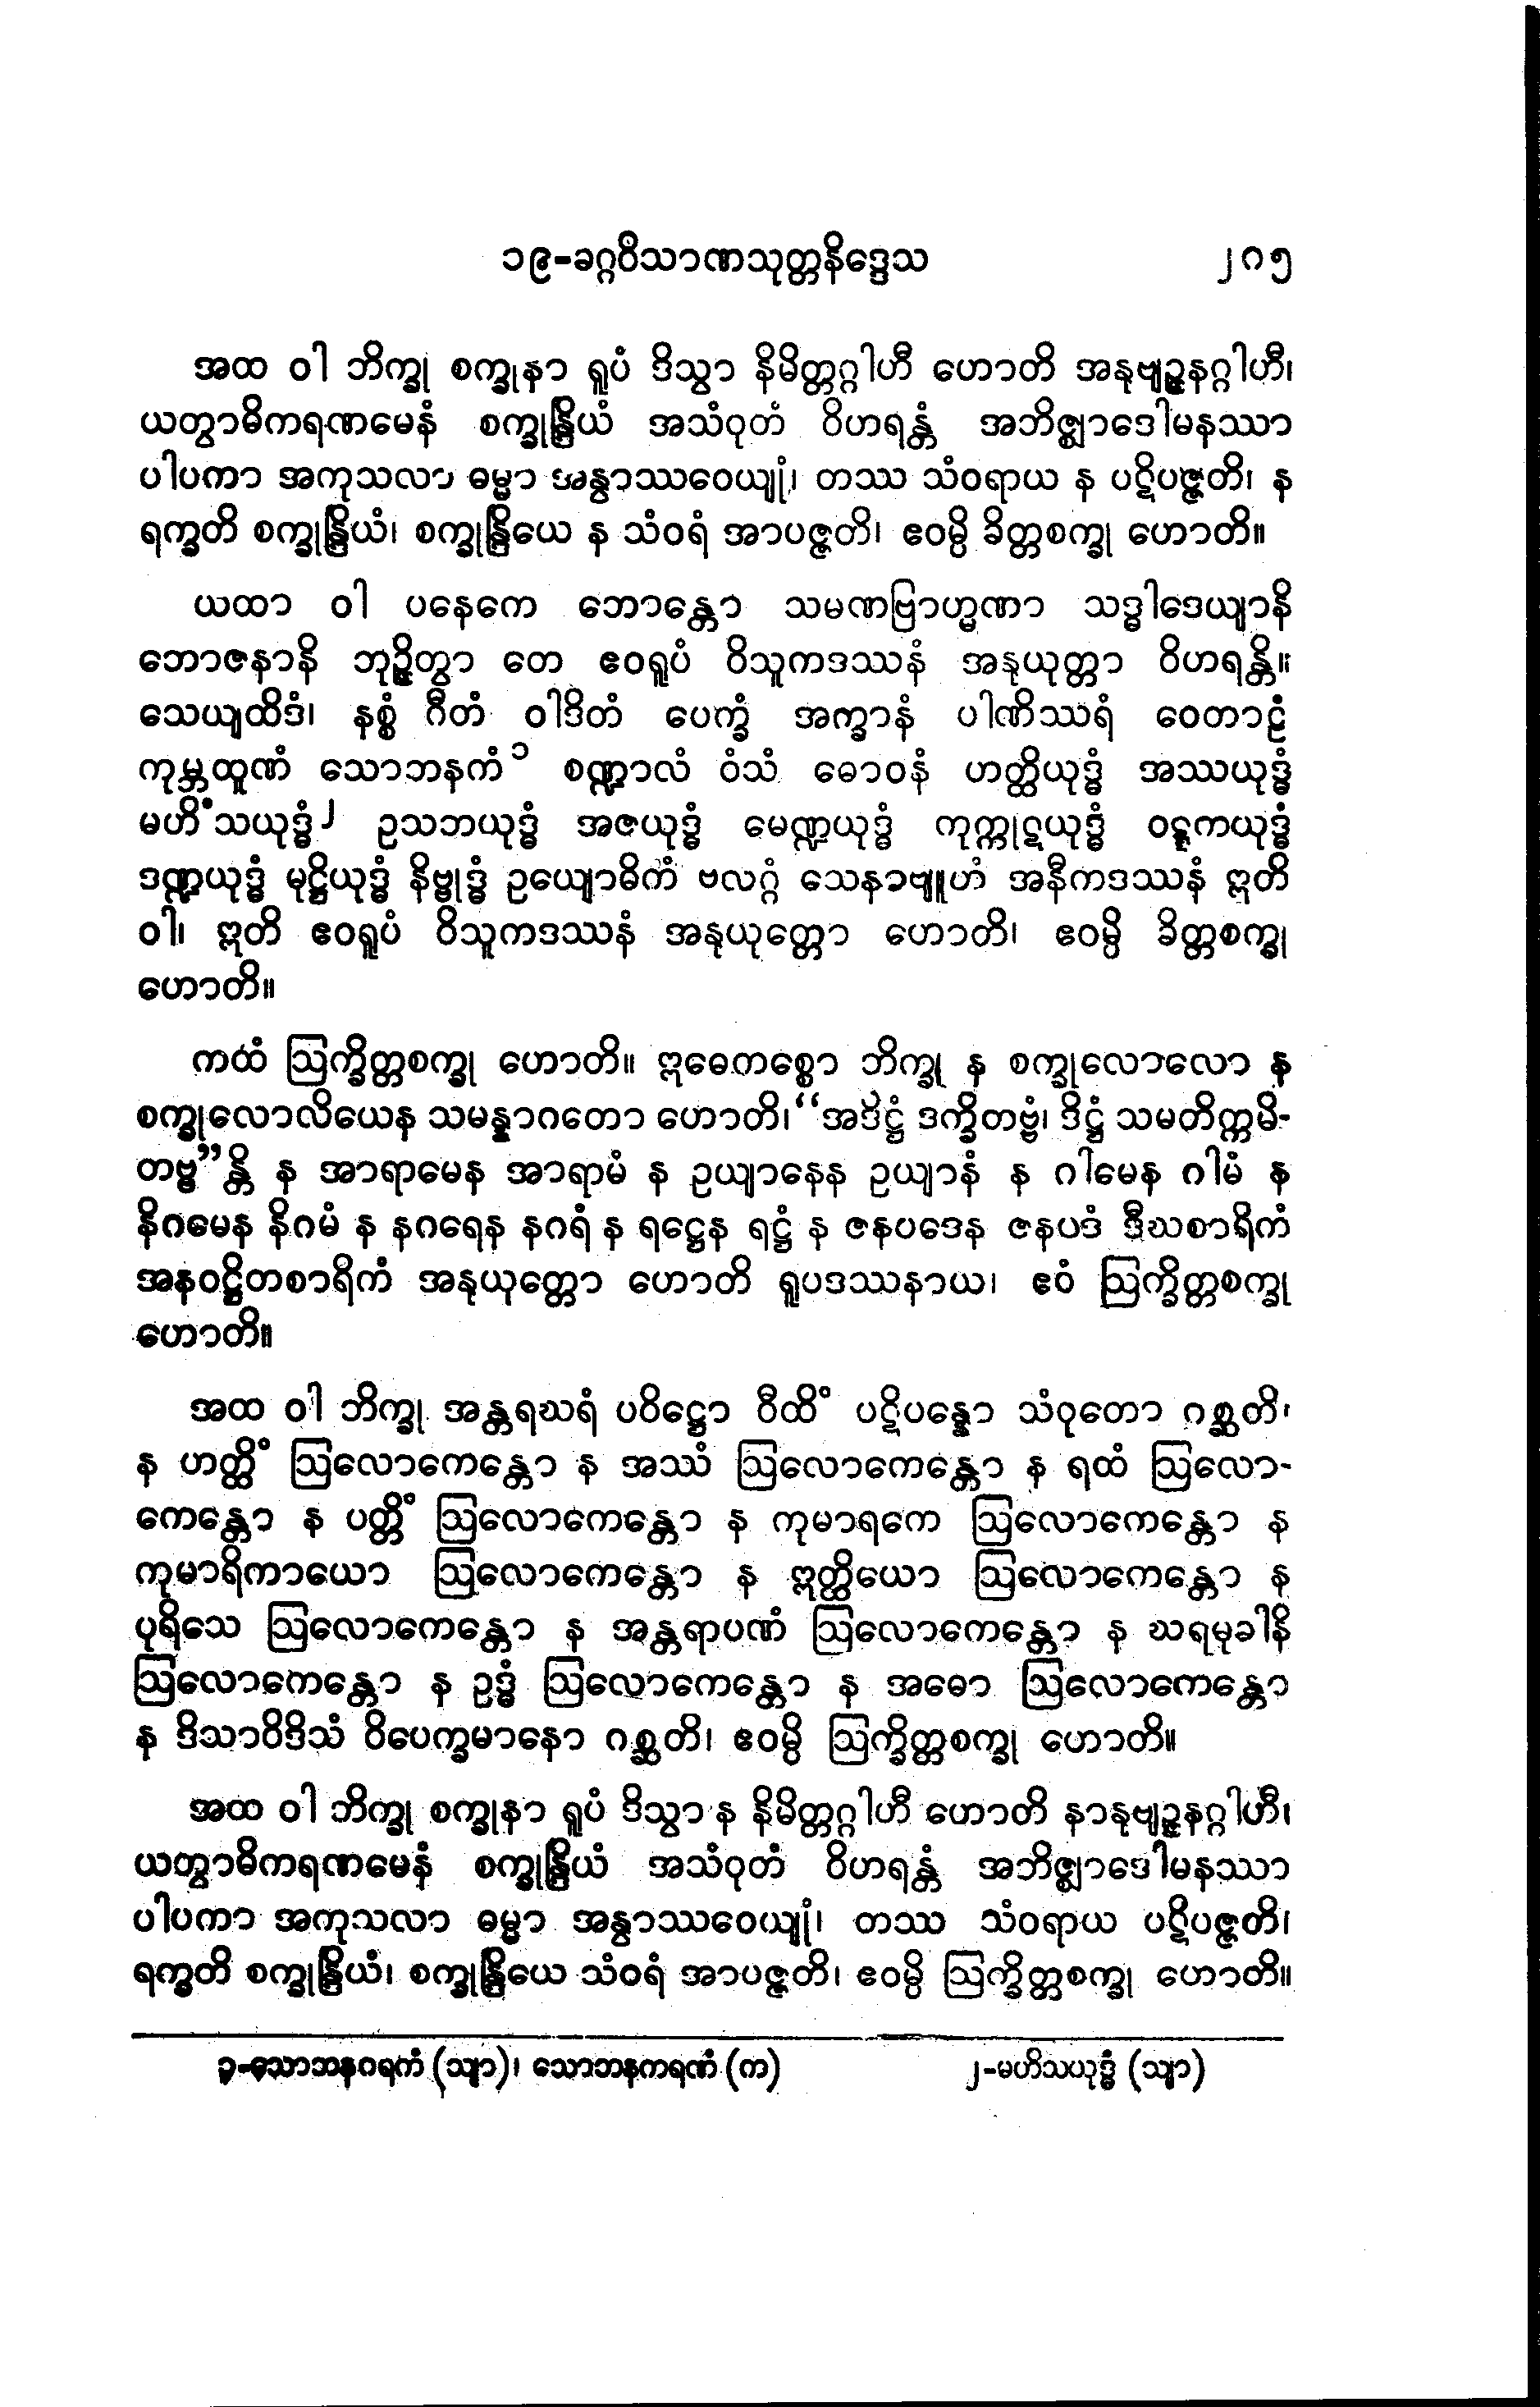 ၁၉-ခဂ္ဂဝိသာဏသုတ္တနိဒ္ဒေသ ၂၈၅
အထ ဝါ ဘိက္ခု စက္ခုနာ ရူပံ ဒိသွာ နိမိတ္တဂ္ဂါဟီ ဟောတိ အနုဗျဉ္ဇနဂ္ဂါဟီ၊
ယတွာဓိကရဏမေနံ စက္ခုန္ဒြိယံ အသံဝုတံ ဝိဟရန္တံ အဘိဇ္ဈာဒေါမနဿာ
ပါပကာ အကုသလာ ဓမ္မာ အန္วာဿဝေယျုံ၊ တဿ သံဝရာယ န ပဋိပဇ္ဇတိ၊ န
ရက္ခတိ စက္ခုန္ဒြိယံ၊ စက္ခုန္ဒြိယေ န သံဝရံ အာပဇ္ဇတိ၊ ဧဝမ္ပိ ခိတ္တစက္ခု ဟောတိ။
ယထာ ဝါ ပနေကေ ဘောန္တော သမဏဗြာဟ္မဏာ သဒ္ဓါဒေယျာနိ
ဘောဇနာနိ ဘုဉ္ဇိတွာ တေ ဧဝရူပံ ဝိသူကဒဿနံ အနုယုတ္တာ ဝိဟရန္တိ။
သေယျထိဒံ၊ နစ္စံ ဂီတံ ဝါဒိတံ ပေက္ခံ အက္ခာနံ ပါဏိဿရံ ဝေတာဠံ
ကုမ္ဘထူဏံ သောဘနကံ၁ စဏ္ဍာလံ ဝံသံ ဓောဝနံ ဟတ္ထိယုဒ္ဓံ အဿယုဒ္ဓံ
မဟိံသယုဒ္ဓံ၂ ဥသဘယုဒ္ဓံ အဇယုဒ္ဓံ မေဏ္ဍယုဒ္ဓံ ကုက္ကုဋယုဒ္ဓံ ဝဋ္ဋကယုဒ္ဓံ
ဒဏ္ဍယုဒ္ဓံ မုဋ္ဌိယုဒ္ဓံ နိဗ္ဗုဒ္ဓံ ဥယျောဓိကံ ဗလဂ္ဂံ သေနာဗျူဟံ အနီကဒဿနံ ဣတိ
ဝါ၊ ဣတိ ဧဝရူပံ ဝိသူကဒဿနံ အနုယုတ္တော ဟောတိ၊ ဧဝမ္ပိ ခိတ္တစက္ခု
ဟောတိ။
ကထံ ဩက္ခိတ္တစက္ခု ဟောတိ။ ဣဓေကစ္စော ဘိက္ခု န စက္ခုလောလော န
စက္ခုလောလိယေန သမန္နာဂတော ဟောတိ၊ “အဒိဋ္ဌံ ဒက္ခိတဗ္ဗံ၊ ဒိဋ္ဌံ သမတိက္ကမိ-
တဗ္ဗ”န္တိ န အာရာမေန အာရာမံ န ဥယျာနေန ဥယျာနံ န ဂါမေန ဂါမံ န
နိဂမေန နိဂမံ န နဂရေန နဂရံ န ရဋ္ဌေန ရဋ္ဌံ န ဇနပဒေန ဇနပဒံ ဒီဃစာရိကံ
အနဝဋ္ဌိတစာရိကံ အနုယုတ္တော ဟောတိ ရူပဒဿနာယ၊ ဧဝံ ဩက္ခိတ္တစက္ခု
ဟောတိ။
အထ ဝါ ဘိက္ခု အန္တရဃရံ ပဝိဋ္ဌော ဝီထိံ ပဋိပန္နော သံဝုတော ဂစ္ဆတိ၊
န ဟတ္ထိံ ဩလောကေန္တော န အဿံ ဩလောကေန္တော န ရထံ ဩလော-
ကေန္တော န ပတ္တိံ ဩလောကေန္တော န ကုမာရကေ ဩလောကေန္တော န
ကုမာရိကာယော ဩလောကေန္တော န ဣတ္ထိယော ဩလောကေန္တော န
ပုရိသေ ဩလောကေန္တော န အန္တရာပဏံ ဩလောကေန္တော န ဃရမုခါနိ
ဩလောကေန္တော န ဥဒ္ဓံ ဩလောကေန္တော န အဓော ဩလောကေန္တော
န ဒိသာဝိဒိသံ ဝိပေက္ခမာနော ဂစ္ဆတိ၊ ဧဝမ္ပိ ဩက္ခိတ္တစက္ခု ဟောတိ။
အထ ဝါ ဘိက္ခု စက္ခုနာ ရူပံ ဒိသွာ န နိမိတ္တဂ္ဂါဟီ ဟောတိ နာနုဗျဉ္ဇနဂ္ဂါဟီ၊
ယတွာဓိကရဏမေနံ စက္ခုန္ဒြိယံ အသံဝုတံ ဝိဟရန္တံ အဘိဇ္ဈာဒေါမနဿာ
ပါပကာ အကုသလာ ဓမ္မာ အန္வာဿဝေယျုံ၊ တဿ သံဝရာယ ပဋိပဇ္ဇတိ၊
ရက္ခတိ စက္ခုန္ဒြိယံ၊ စက္ခုန္ဒြိယေ သံဝရံ အာပဇ္ဇတိ၊ ဧဝမ္ပိ ဩက္ခိတ္တစက္ခု ဟောတိ။
၁-သောဘနဂရကံ (သျာ)၊ သောဘနကရဏံ (က) ၂-မဟိသယုဒ္ဓံ (သျာ)